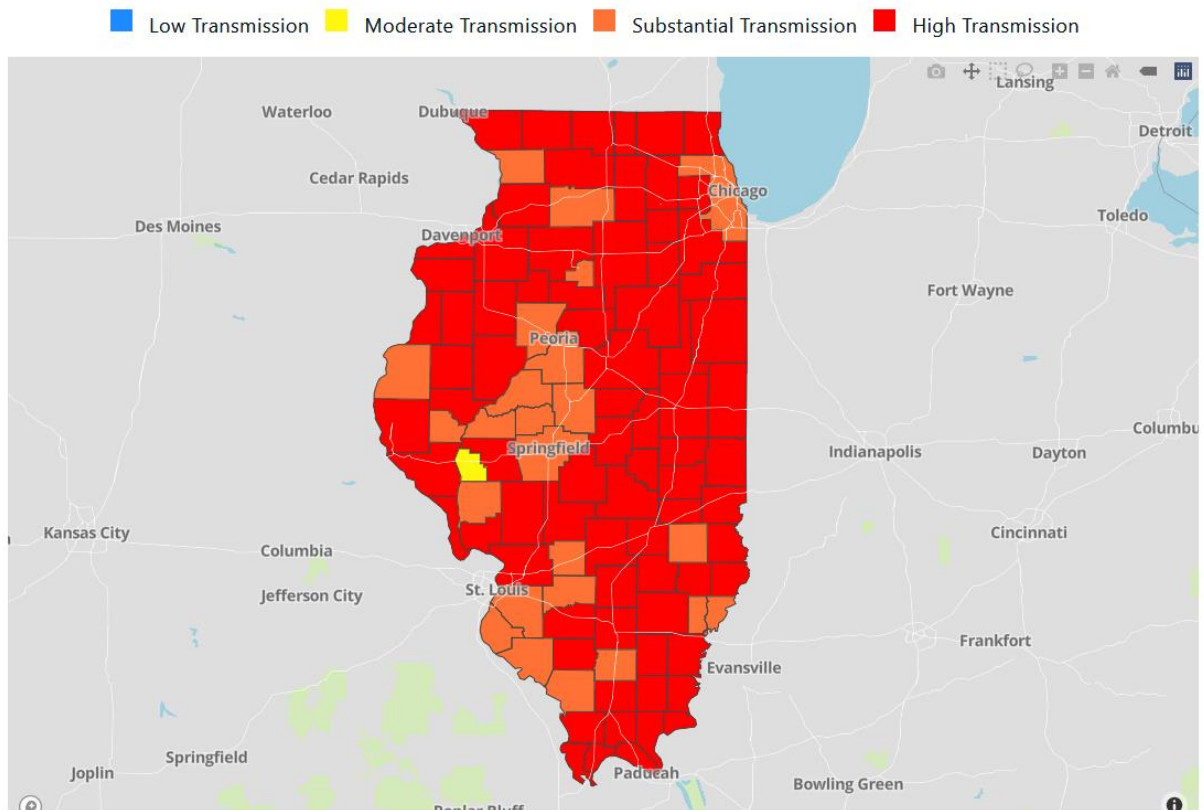 Low Transmission Moderate Transmission Substantial Transmission High Transmission
Lansing
Waterloo
Dubuque
Detroit
Cedar Rapids
Chicago
Toledo
Des Moines
Davenport
Fort Wayne
Peoria
Columbu
Springfield
Indianapolis
Dayton
Kansas City
Cincinnati
Columbia
St. Louis
Jefferson City
Frankfort
Evansville
Springfield
Joplin
Paducah
Bowling Green
Poplar Bluff